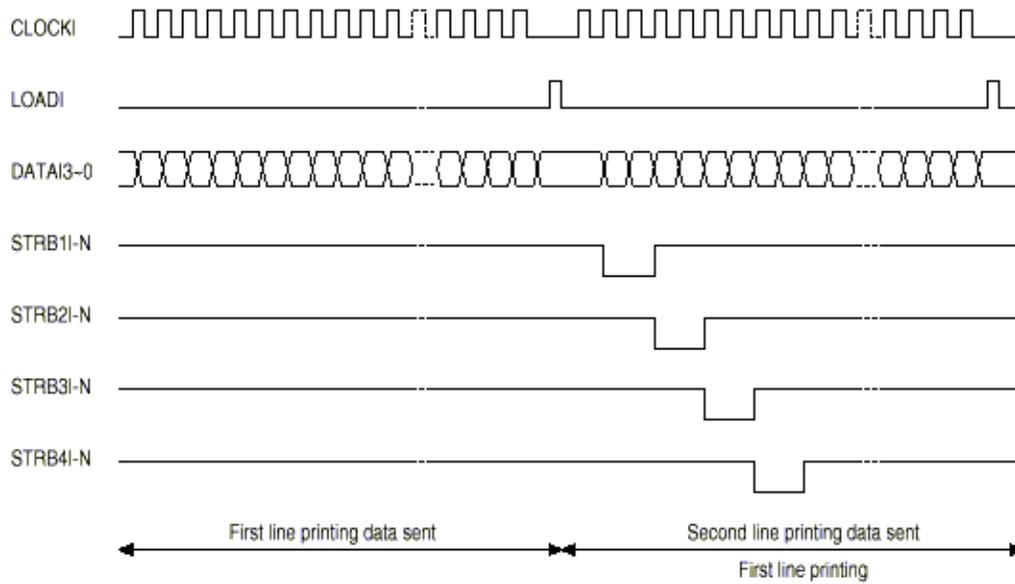 CLOCKI
LOADI
DATAI3~0
STRB1I-N
STRB2I-N
STRB3I-N
STRB4I-N
First line printing data sent
Second line printing data sent
First line printing